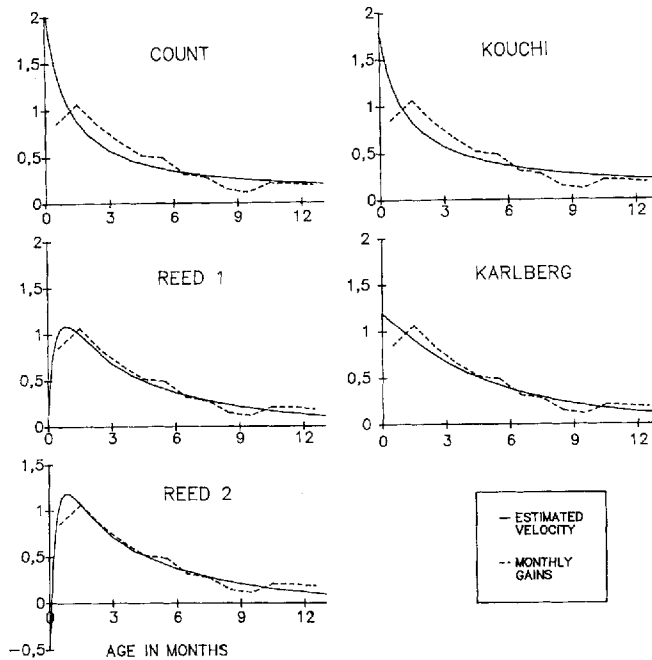 COUNT
2
1,5
1
0,5
0
0 3 6 9 12
KOUCHI
2
1,5
1
0,5
0
0 3 6 9 12
REED 1
2
1,5
1
0,5
0
0 3 6 9 12
KARLBERG
2
1,5
1
0,5
0
0 3 6 9 12
REED 2
1,5
1
0,5
0
-0,5
0 3 6 9 12
AGE IN MONTHS
ESTIMATED
VELOCITY
MONTHLY
GAINS